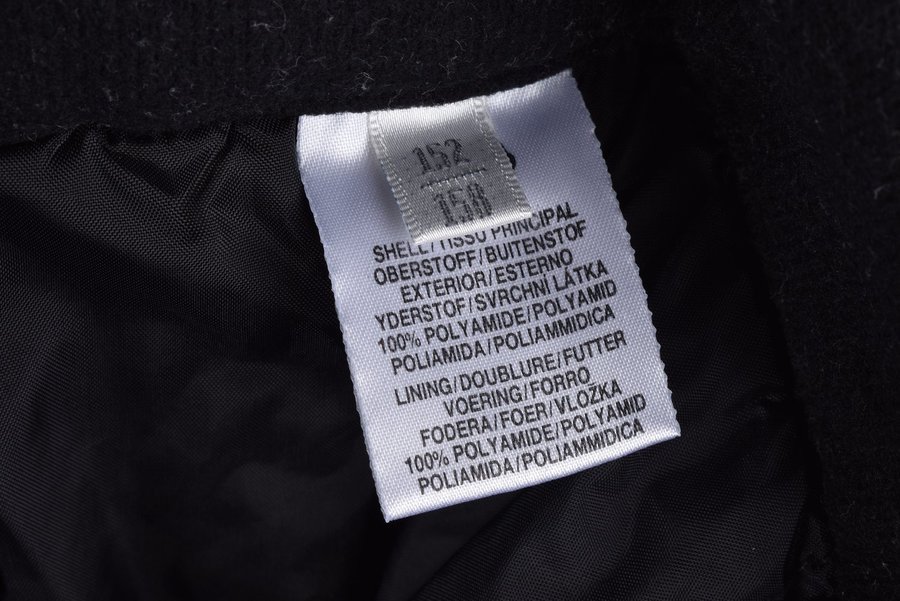 152
158
SHELL/TISSU PRINCIPAL
OBERSTOFF/BUITENSTOF
EXTERIOR/ESTERNO
YDERSTOF/SVRCHNI LÁTKA
100% POLYAMIDE/POLYAMID
POLIAMIDA/POLIAMMIDICA
LINING/DOUBLURE/FUTTER
VOERING/FORRO
FODERA/FOER/VLOŽKA
100% POLYAMIDE/POLYAMID
POLIAMIDA/POLIAMMIDICA